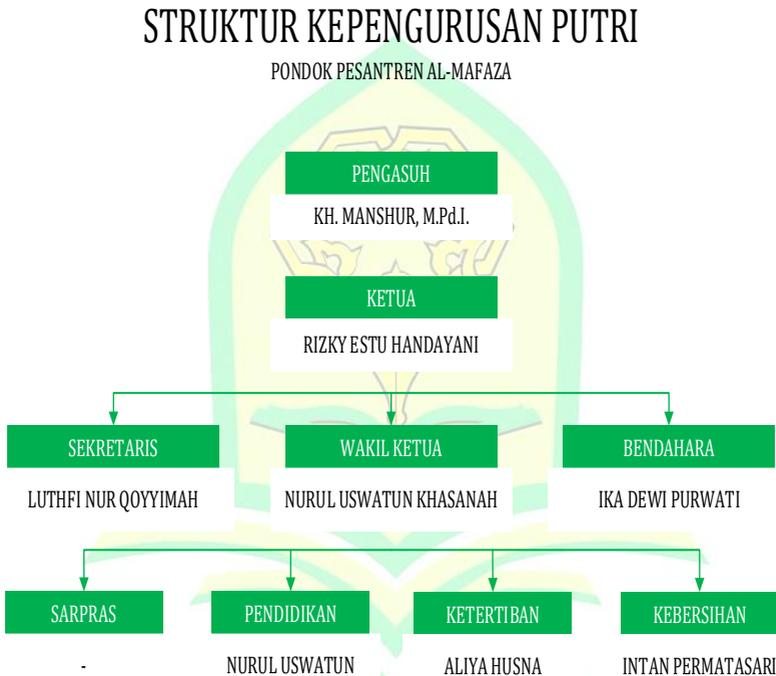 STRUKTUR KEPENGURUSAN PUTRI
PONDOK PESANTREN AL-MAFAZA
PENGASUH
KH. MANSHUR, M.Pd.I.
KETUA
RIZKY ESTU HANDAYANI
SEKRETARIS
WAKIL KETUA
BENDAHARA
LUTHFI NUR QOYYIMAH
NURUL USWATUN KHASANAH
IKA DEWI PURWATI
SARPRAS
PENDIDIKAN
KETERTIBAN
KEBERSIHAN
-
NURUL USWATUN
ALIYA HUSNA
INTAN PERMATASARI